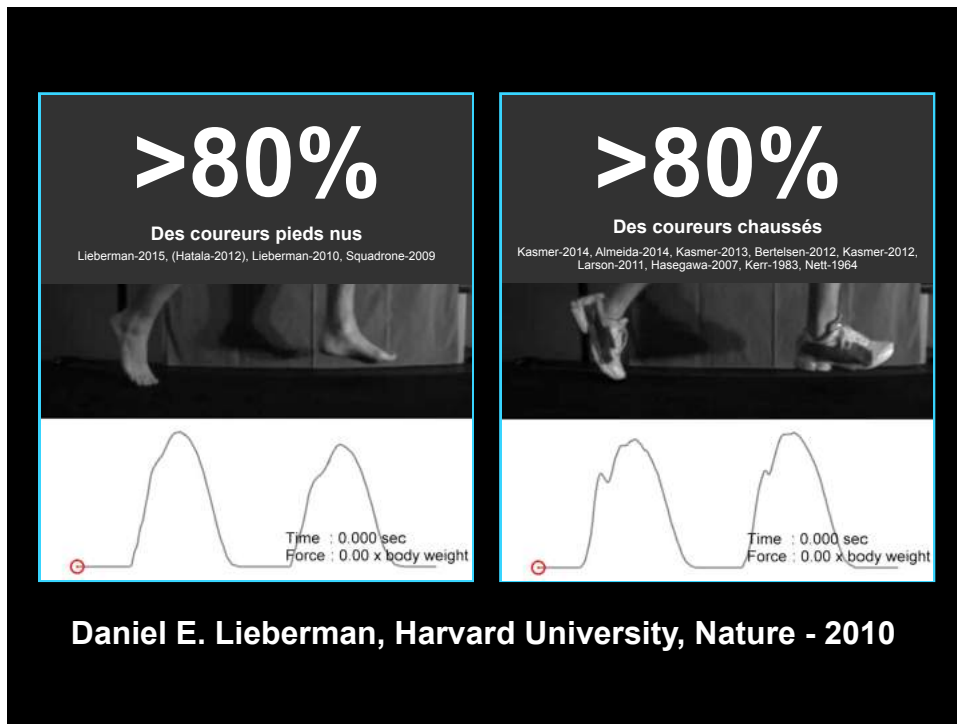 >80%
Des coureurs pieds nus
Lieberman-2015, (Hatala-2012), Lieberman-2010, Squadrone-2009
Time : 0.000 sec
Force : 0.00 x body weight
>80%
Des coureurs chaussés
Kasmer-2014, Almeida-2014, Kasmer-2013, Bertelsen-2012, Kasmer-2012,
Larson-2011, Hasegawa-2007, Kerr-1983, Nett-1964
Time : 0.000 sec
Force : 0.00 x body weight
Daniel E. Lieberman, Harvard University, Nature - 2010